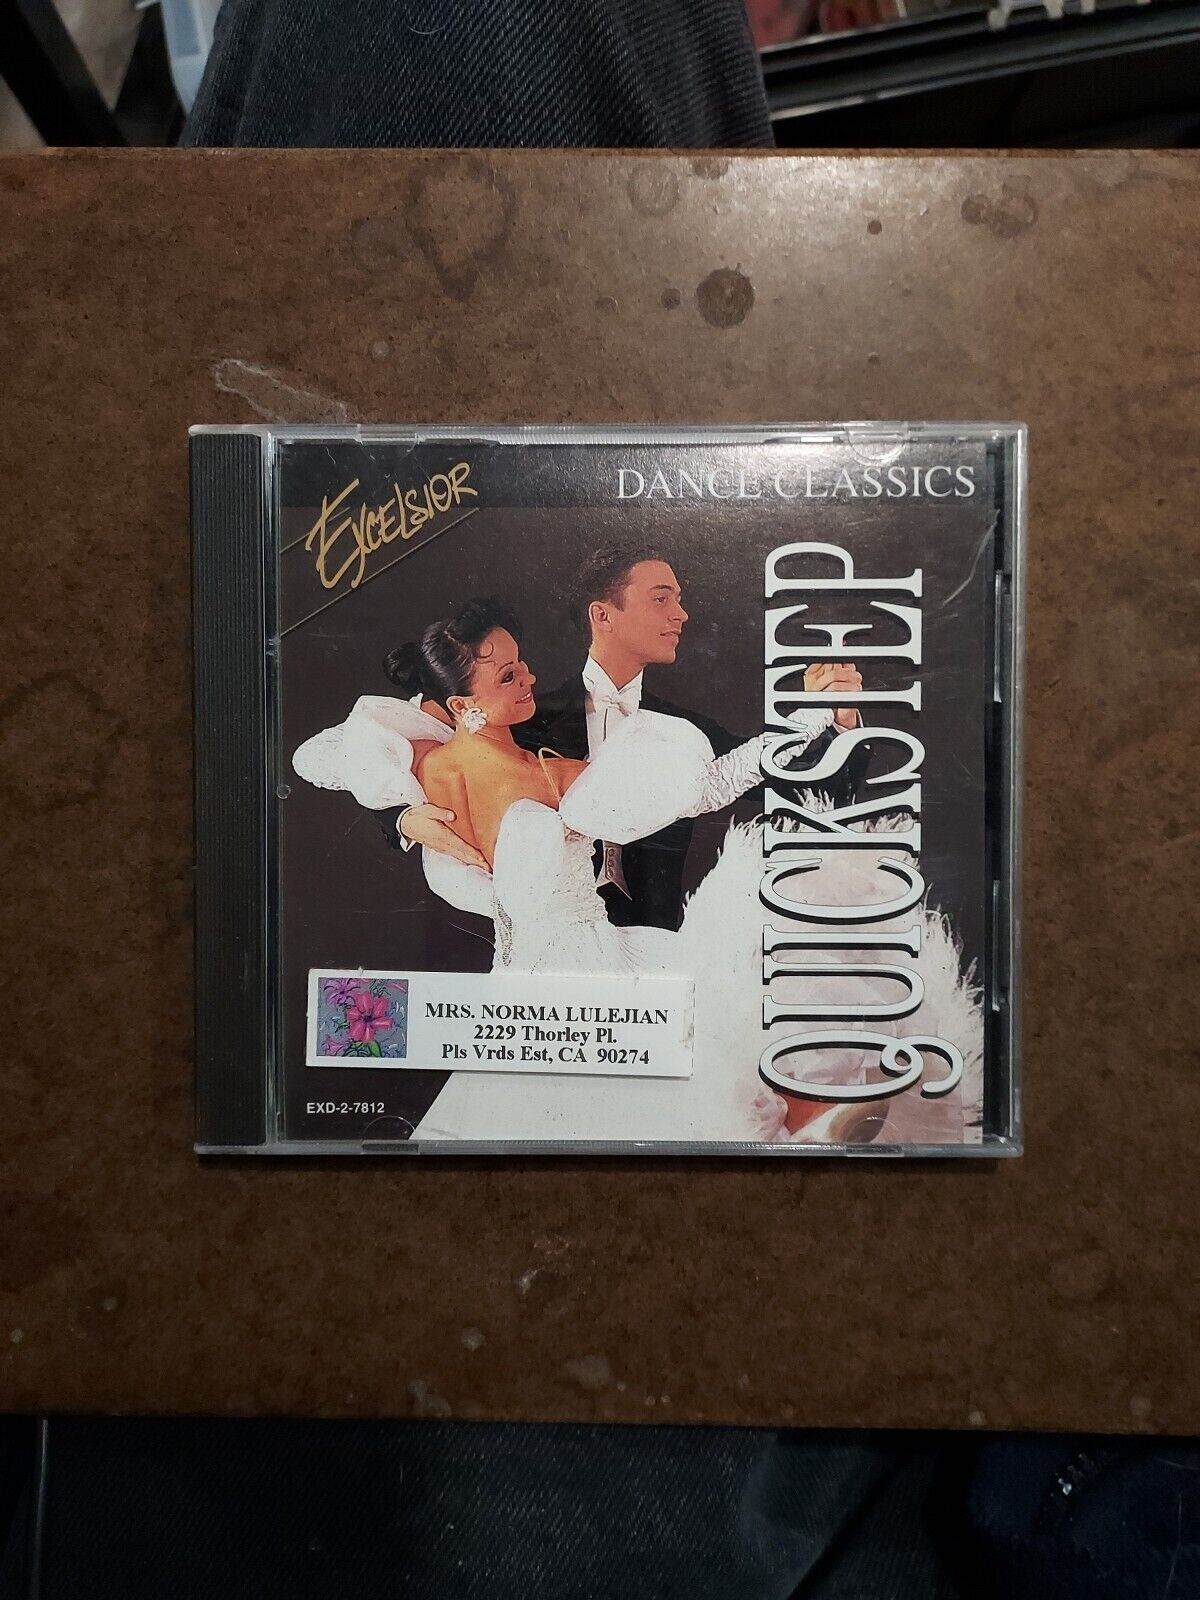 EXCELSIOR
DANCE CLASSICS
QUICKSTEP
MRS. NORMA LULEJIAN
2229 Thorley Pl.
Pls Vrds Est, CA 90274
EXD-2-7812